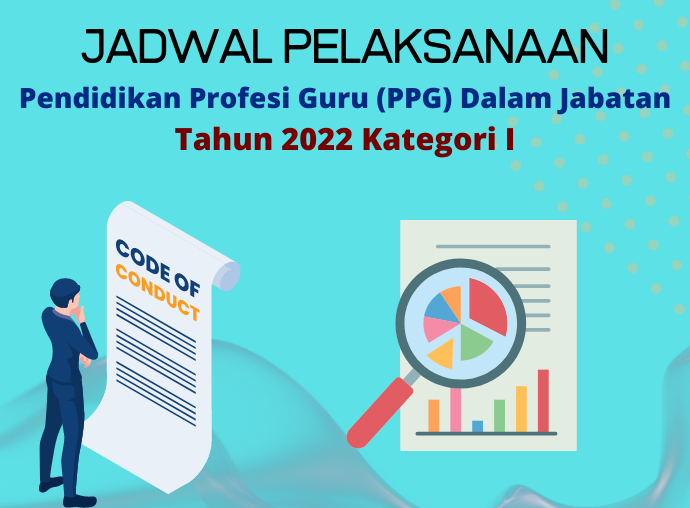 JADWAL PELAKSANAAN
Pendidikan Profesi Guru (PPG) Dalam Jabatan
Tahun 2022 Kategori I
CODE OF
CONDUCT